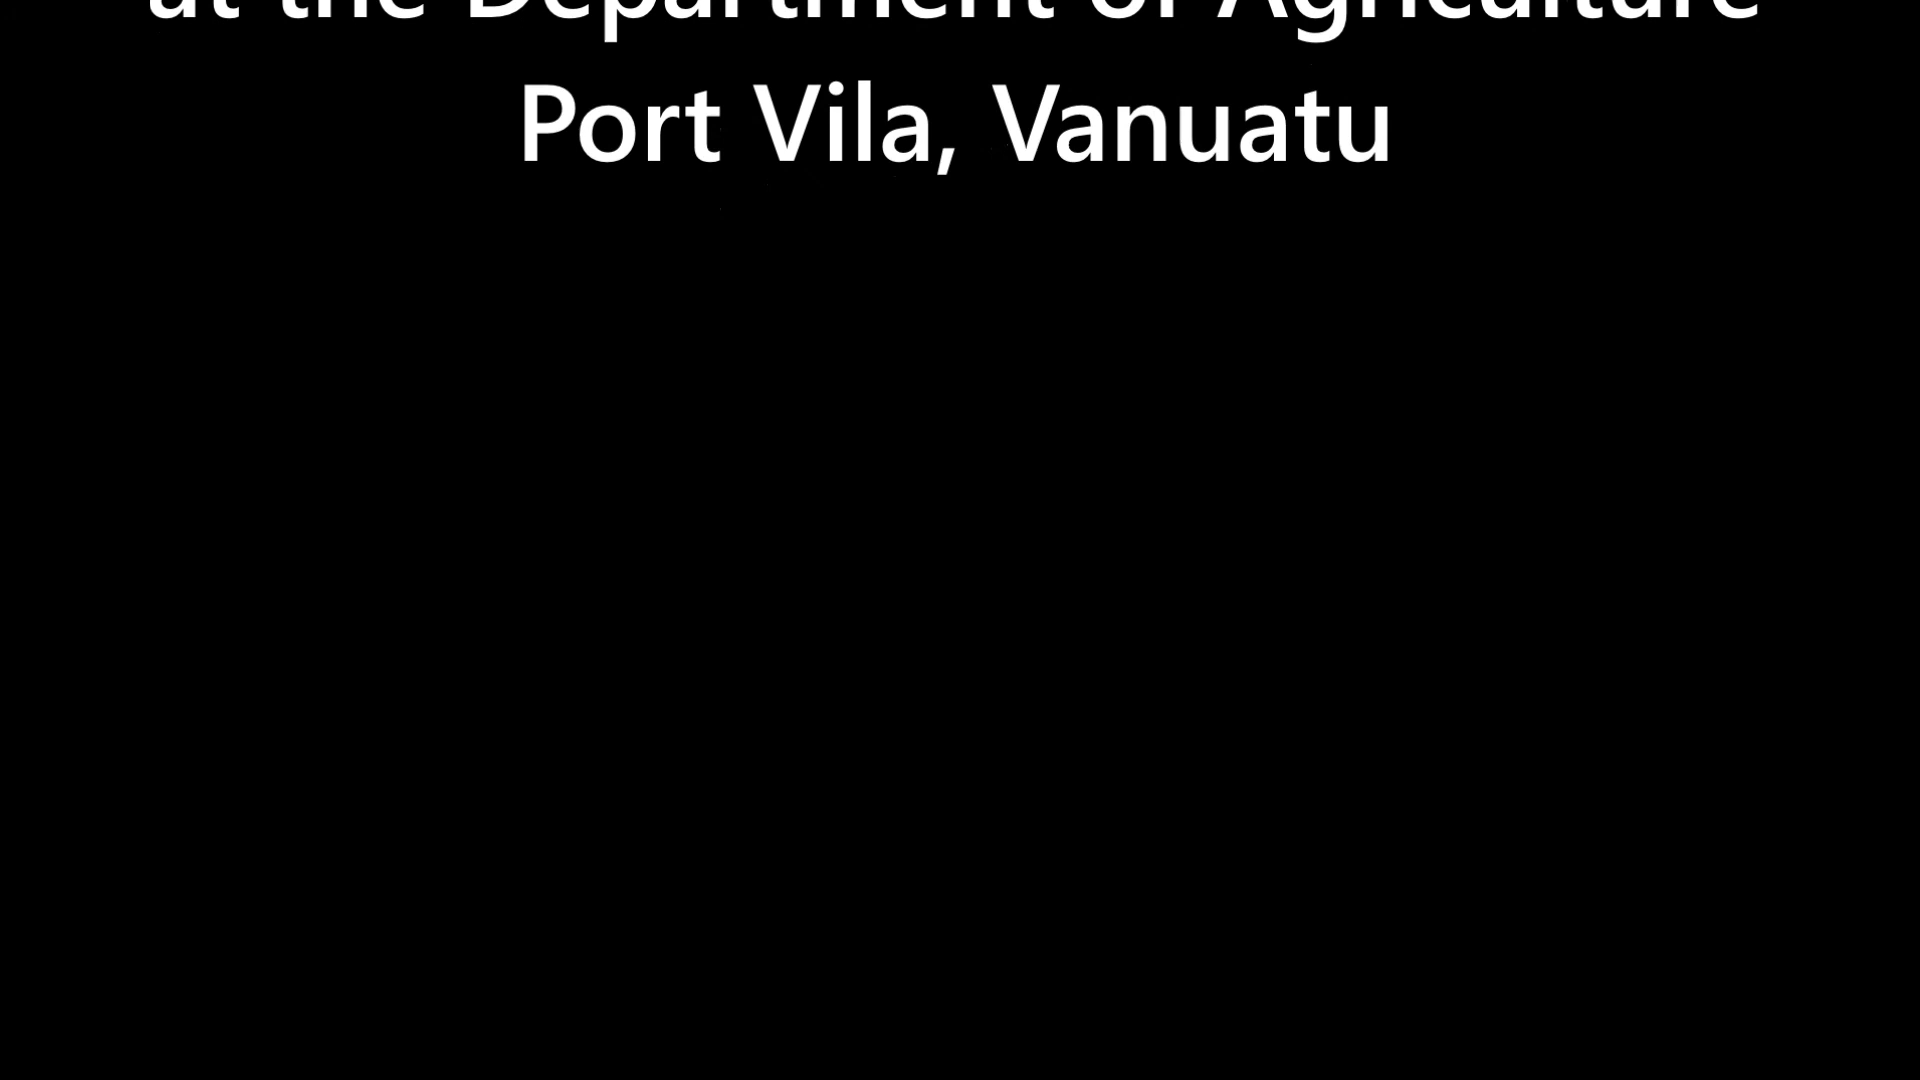 at the Department of Agriculture
Port Vila, Vanuatu